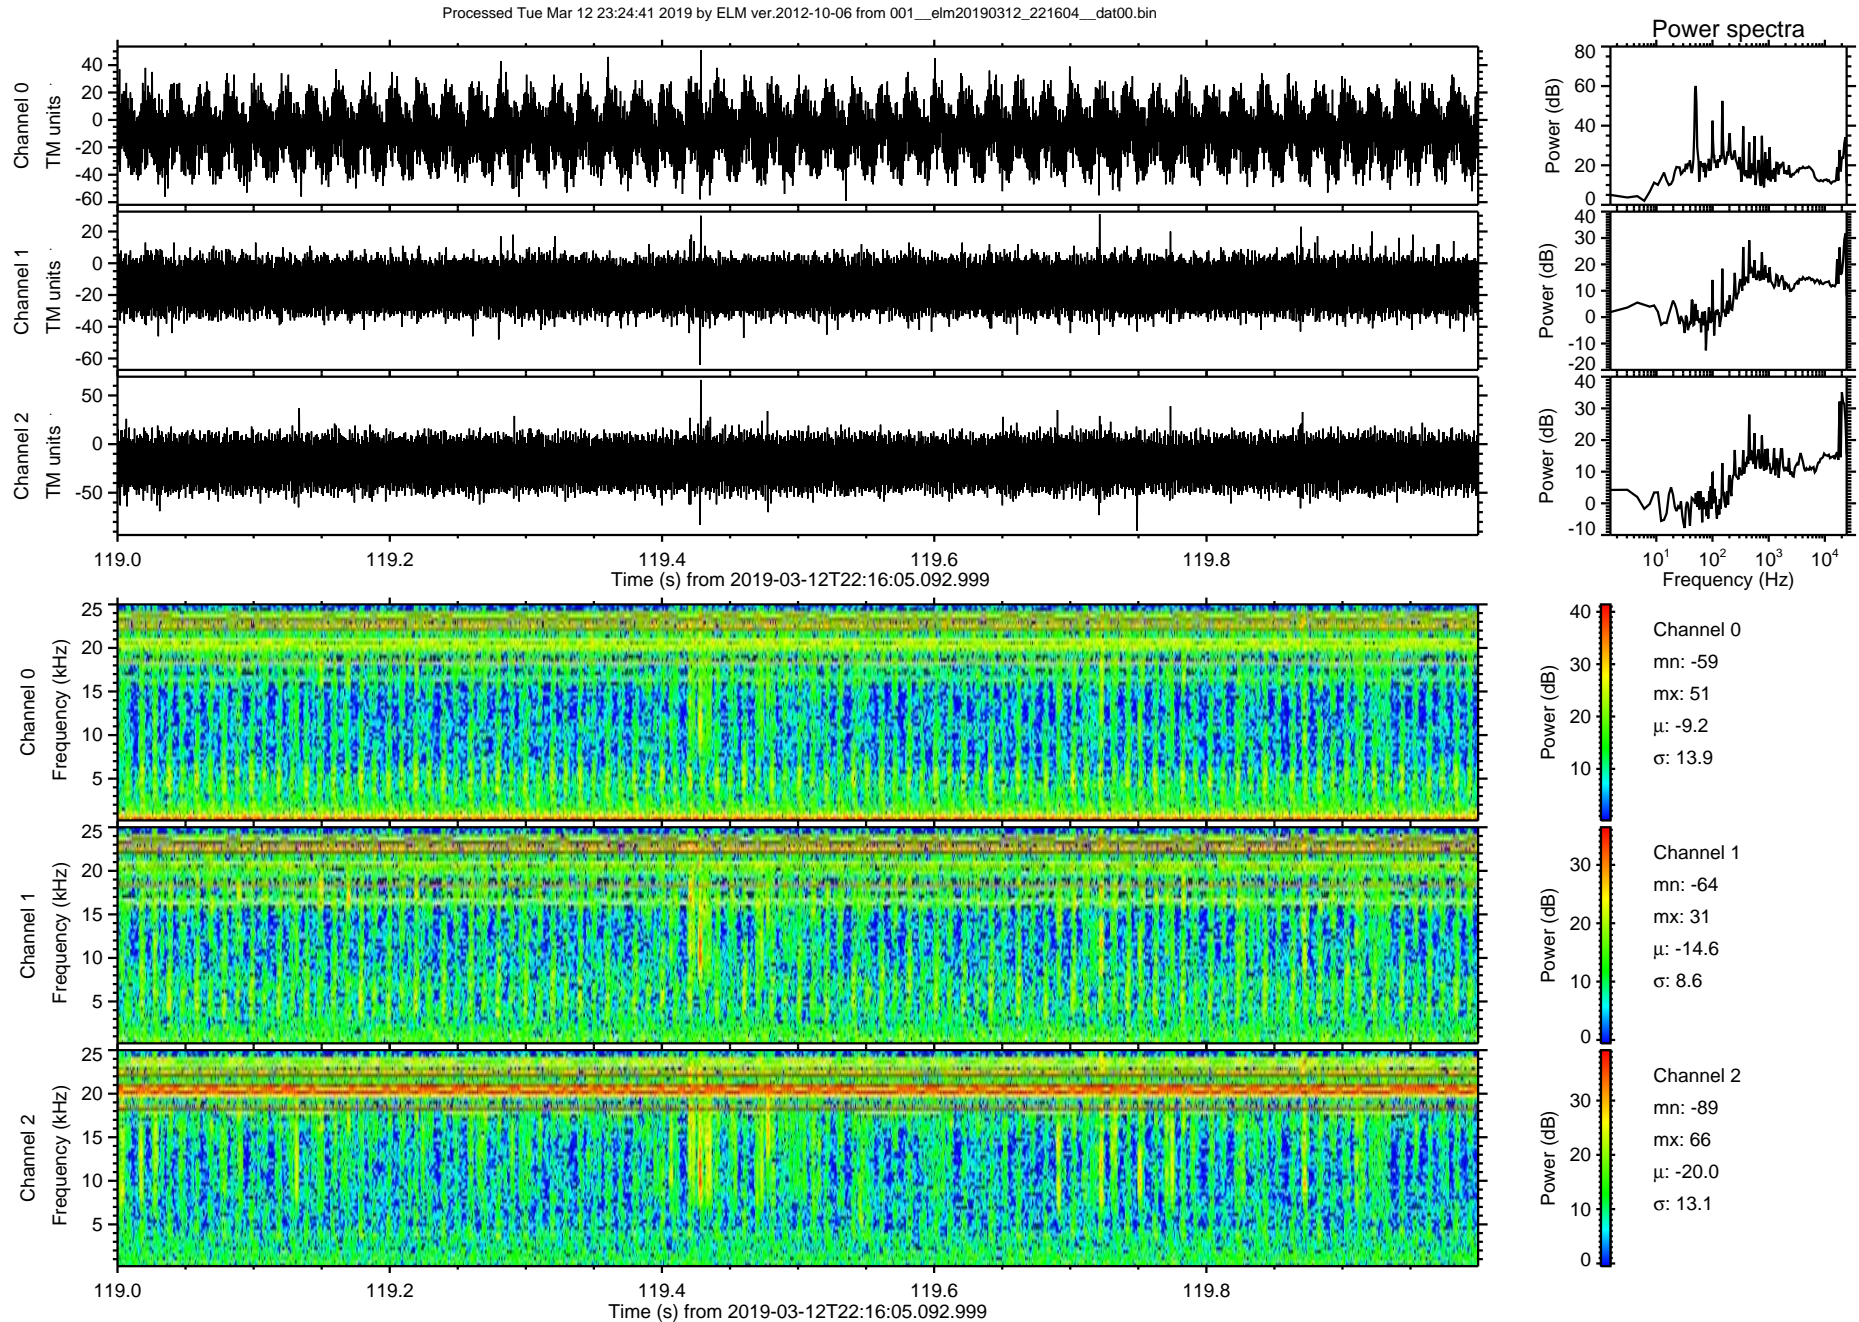 Processed Tue Mar 12 23:24:41 2019 by ELM ver.2012-10-06 from 001__elm20190312_221604__dat00.bin
Power spectra
Channel 0
TM units
40
20
0
-20
-40
-60
Power (dB)
80
60
40
20
0
Channel 1
TM units
20
0
-20
-40
-60
Power (dB)
40
30
20
10
0
-10
-20
Channel 2
TM units
50
0
-50
Power (dB)
40
30
20
10
0
-10
119.0 119.2 119.4 119.6 119.8
Time (s) from 2019-03-12T22:16:05.092.999
10^1 10^2 10^3 10^4
Frequency (Hz)
Channel 0
Frequency (kHz)
25
20
15
10
5
Power (dB)
40
30
20
10
Channel 0
mn: -59
mx: 51
μ: -9.2
σ: 13.9
Channel 1
Frequency (kHz)
25
20
15
10
5
Power (dB)
30
20
10
0
Channel 1
mn: -64
mx: 31
μ: -14.6
σ: 8.6
Channel 2
Frequency (kHz)
25
20
15
10
5
Power (dB)
30
20
10
0
Channel 2
mn: -89
mx: 66
μ: -20.0
σ: 13.1
119.0 119.2 119.4 119.6 119.8
Time (s) from 2019-03-12T22:16:05.092.999